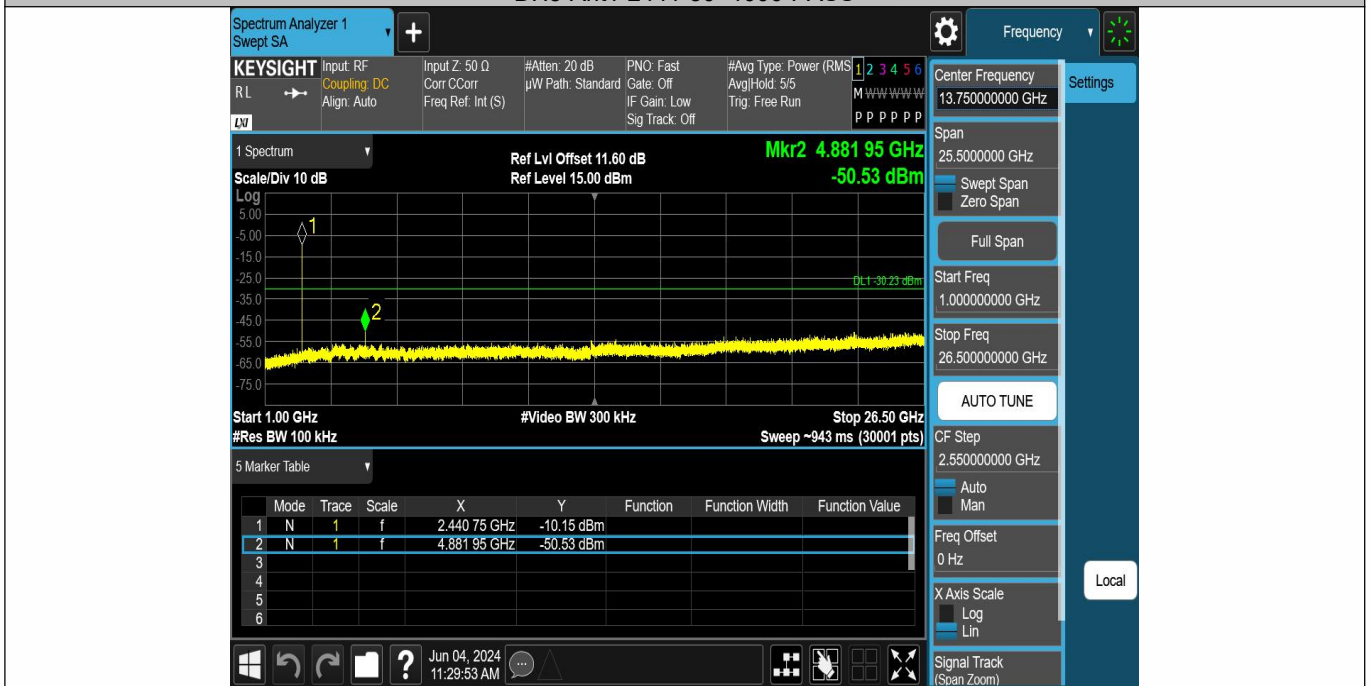 Spectrum Analyzer 1
Swept SA
Frequency
KEYSIGHT Input: RF Input Z: 50 Ω #Atten: 20 dB PNO: Fast #Avg Type: Power (RMS 1 2 3 4 5 6
RL Coupling: DC Corr CCorr µW Path: Standard Gate: Off Avg|Hold: 5/5 M W W W W W
Align: Auto Freq Ref: Int (S) IF Gain: Low Trig: Free Run
LXI Sig Track: Off P P P P P P
1 Spectrum
Ref Lvl Offset 11.60 dB Mkr2 4.881 95 GHz
Scale/Div 10 dB Ref Level 15.00 dBm -50.53 dBm
Log
5.00
-5.00
-15.0
-25.0
-35.0
-45.0
-55.0
-65.0
-75.0
1
2
DL1 -30.23 dBm
Start 1.00 GHz #Video BW 300 kHz Stop 26.50 GHz
#Res BW 100 kHz Sweep ~943 ms (30001 pts)
5 Marker Table
Mode Trace Scale X Y Function Function Width Function Value
1 N 1 f 2.440 75 GHz -10.15 dBm
2 N 1 f 4.881 95 GHz -50.53 dBm
3
4
5
6
Jun 04, 2024
11:29:53 AM
Center Frequency
13.750000000 GHz
Settings
Span
25.5000000 GHz
Swept Span
Zero Span
Full Span
Start Freq
1.000000000 GHz
Stop Freq
26.500000000 GHz
AUTO TUNE
CF Step
2.550000000 GHz
Auto
Man
Freq Offset
0 Hz
X Axis Scale
Log
Lin
Local
Signal Track
(Span Zoom)